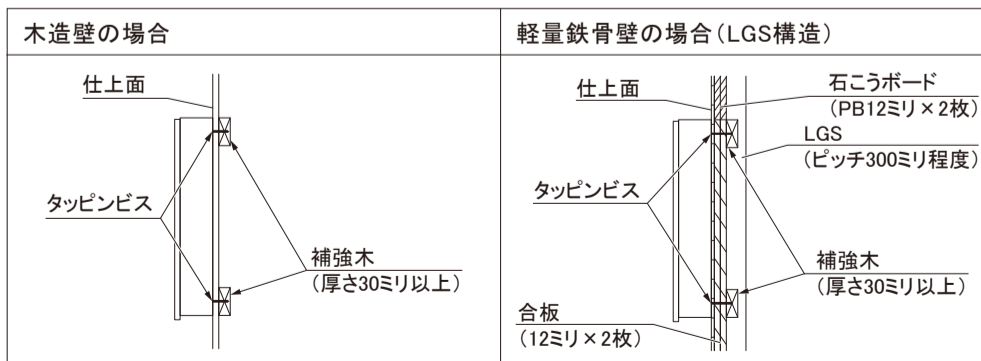 木造壁の場合
仕上面
タッピンビス
補強木
(厚さ30ミリ以上)
軽量鉄骨壁の場合(LGS構造)
仕上面
石こうボード
(PB12ミリ×2枚)
LGS
(ピッチ300ミリ程度)
タッピンビス
補強木
(厚さ30ミリ以上)
合板
(12ミリ×2枚)